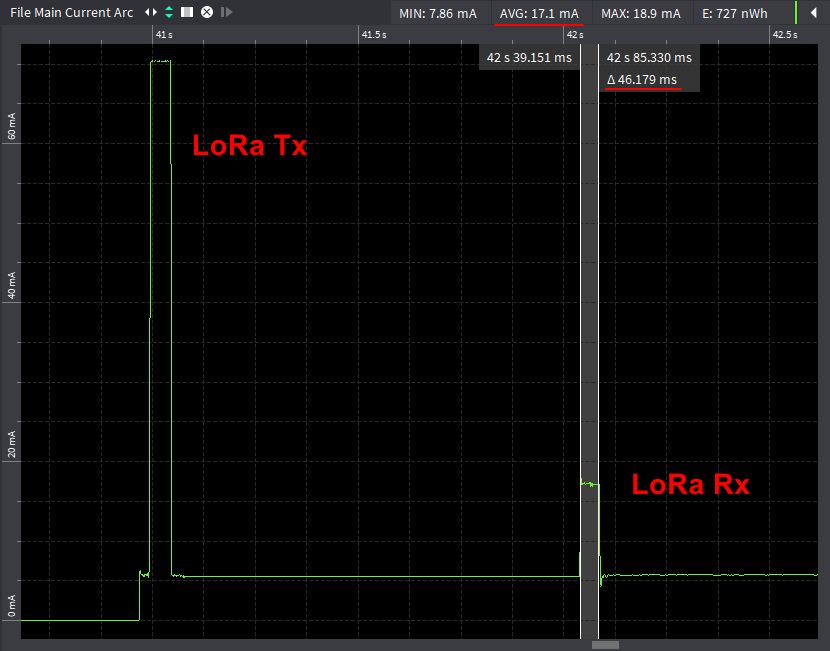 File Main Current Arc MIN: 7.86 mA AVG: 17.1 mA MAX: 18.9 mA E: 727 nWh
41 s 41.5 s 42 s 42.5 s
42 s 39.151 ms 42 s 85.330 ms
Δ 46.179 ms
60 mA
LoRa Tx
40 mA
20 mA
LoRa Rx
0 mA